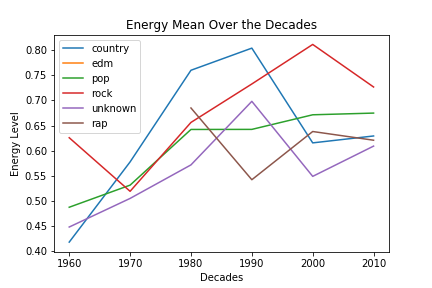 Energy Mean Over the Decades
country
edm
pop
rock
unknown
rap
Energy Level
0.80
0.75
0.70
0.65
0.60
0.55
0.50
0.45
0.40
1960 1970 1980 1990 2000 2010
Decades